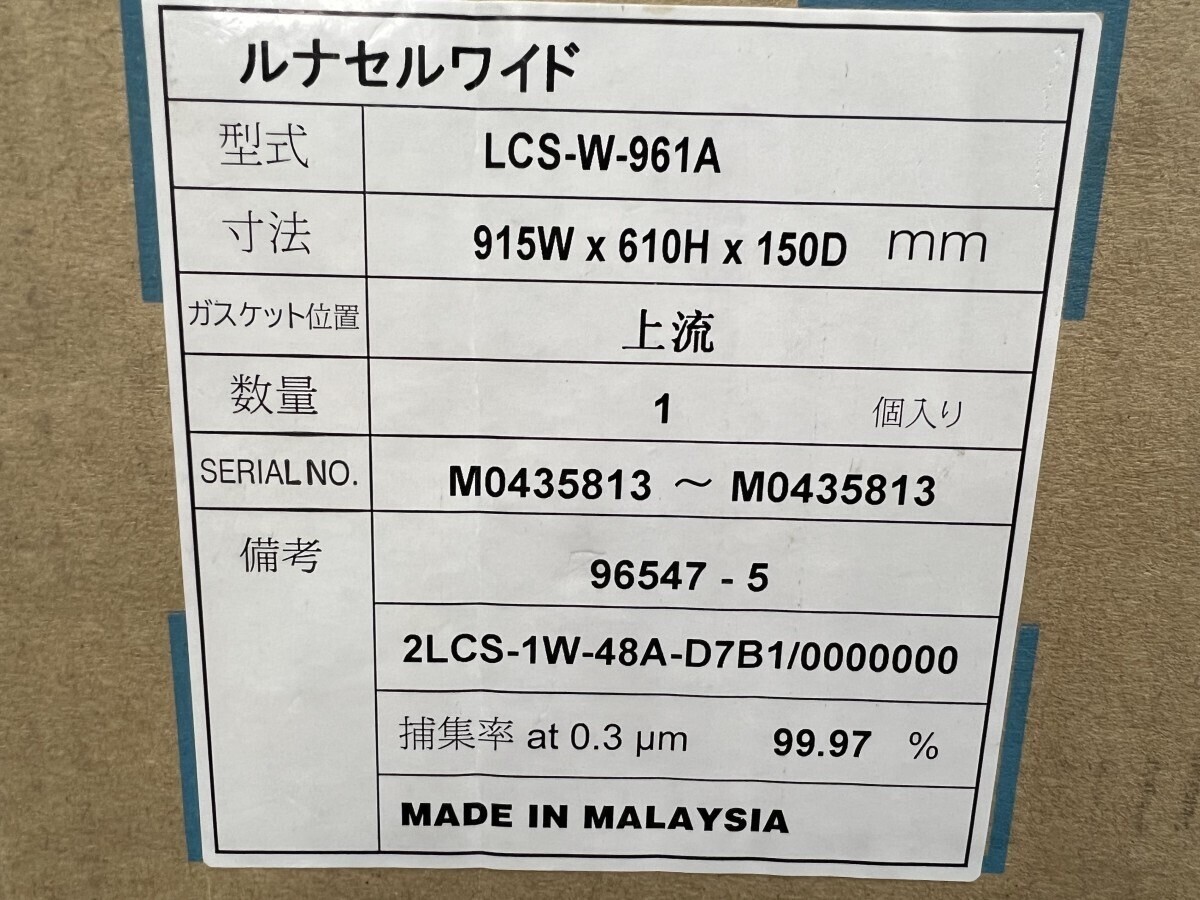 ルナセルワイド
型式 LCS-W-961A
寸法 915W x 610H x 150D mm
ガスケット位置 上流
数量 1 個入り
SERIAL NO. M0435813 ～ M0435813
備考 96547 - 5
2LCS-1W-48A-D7B1/0000000
捕集率 at 0.3 µm 99.97 %
MADE IN MALAYSIA